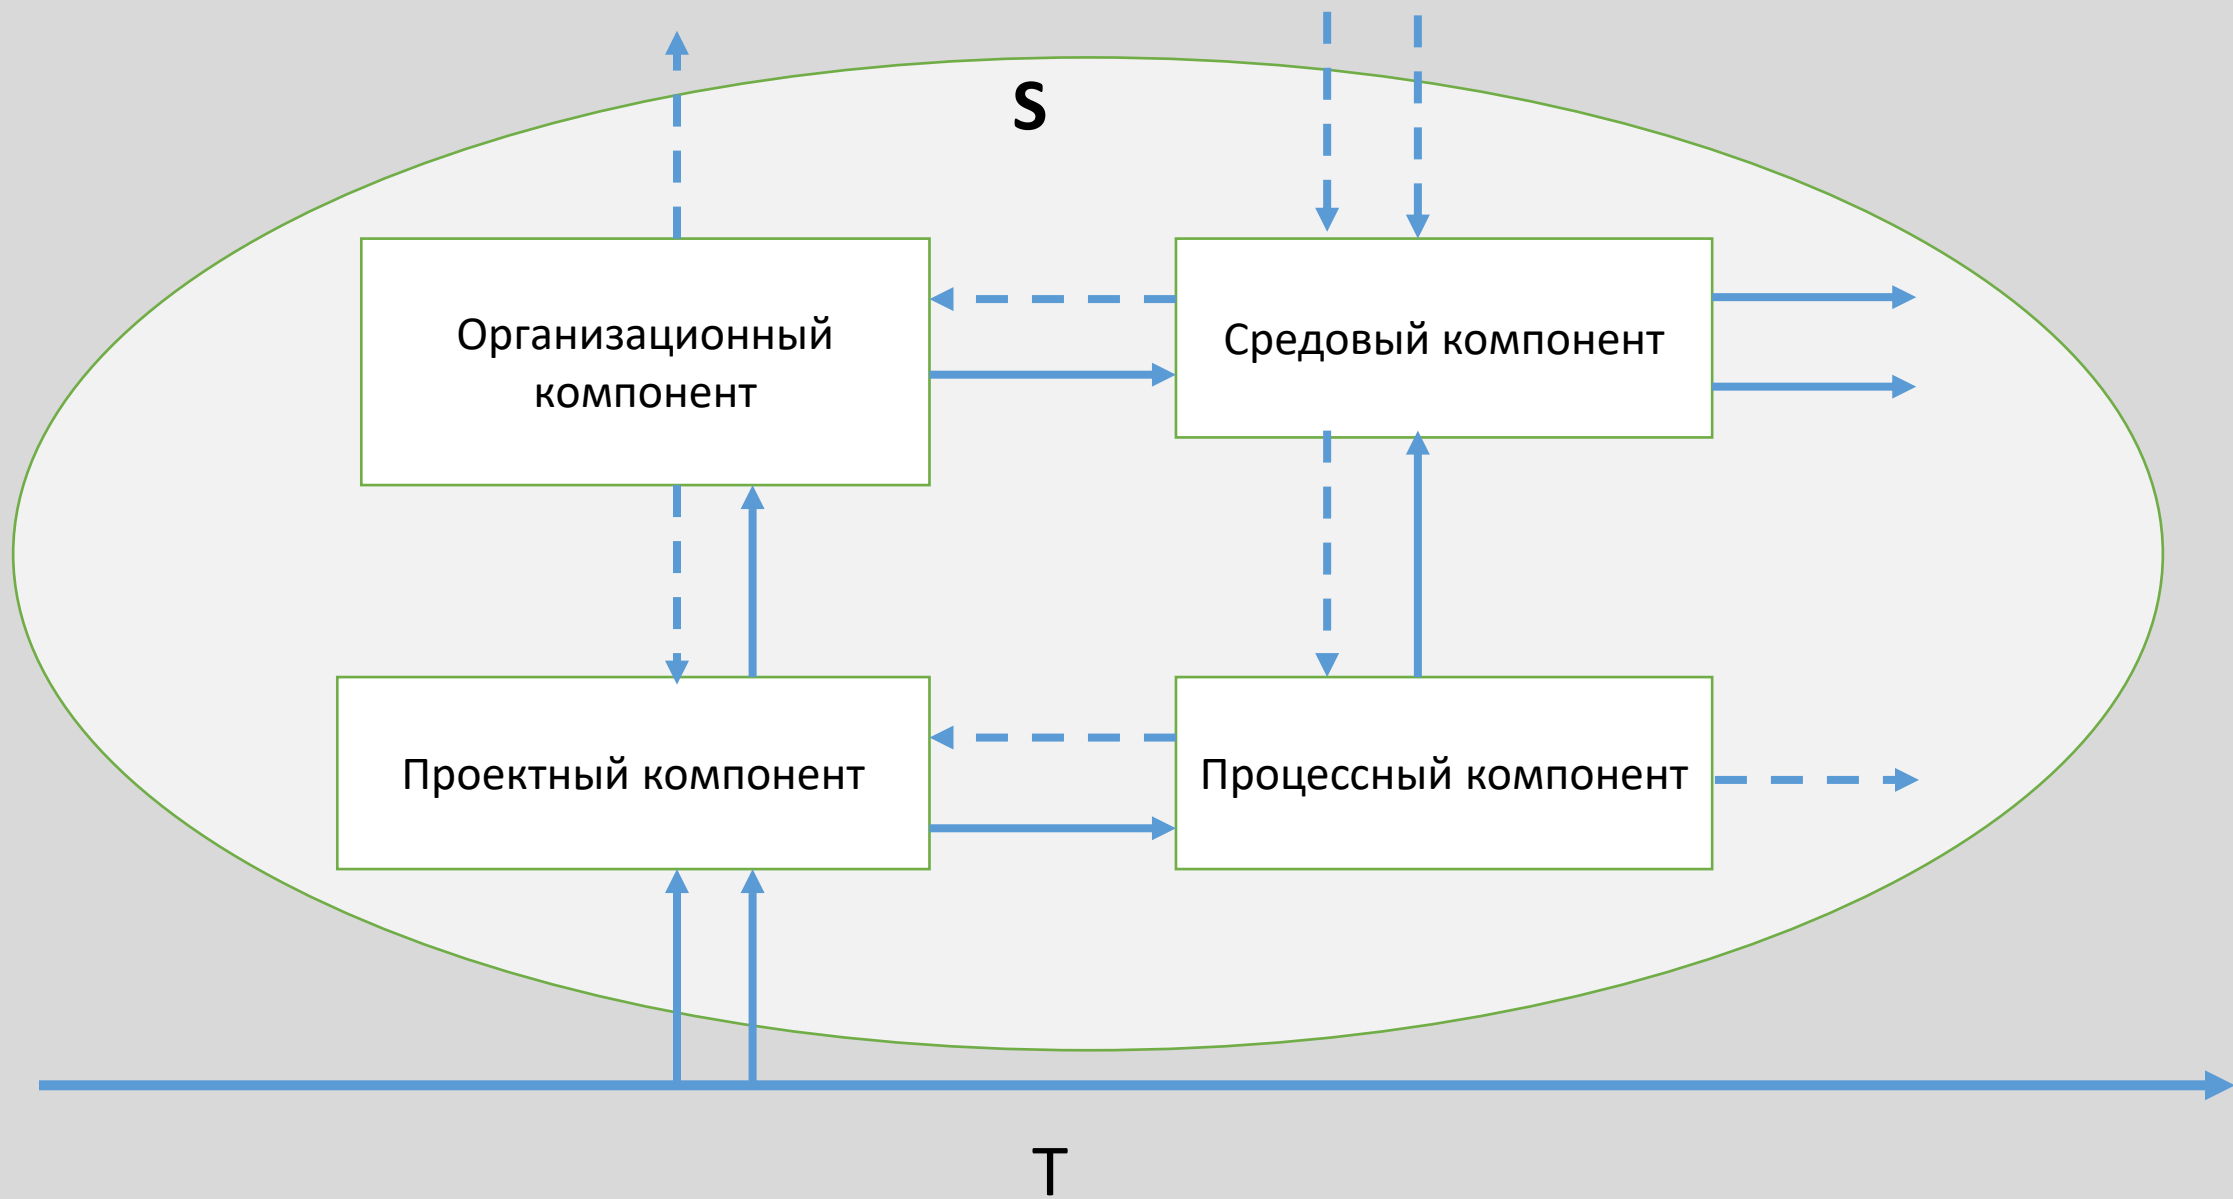 S
Организационный
компонент
Средовый компонент
Проектный компонент
Процессный компонент
T